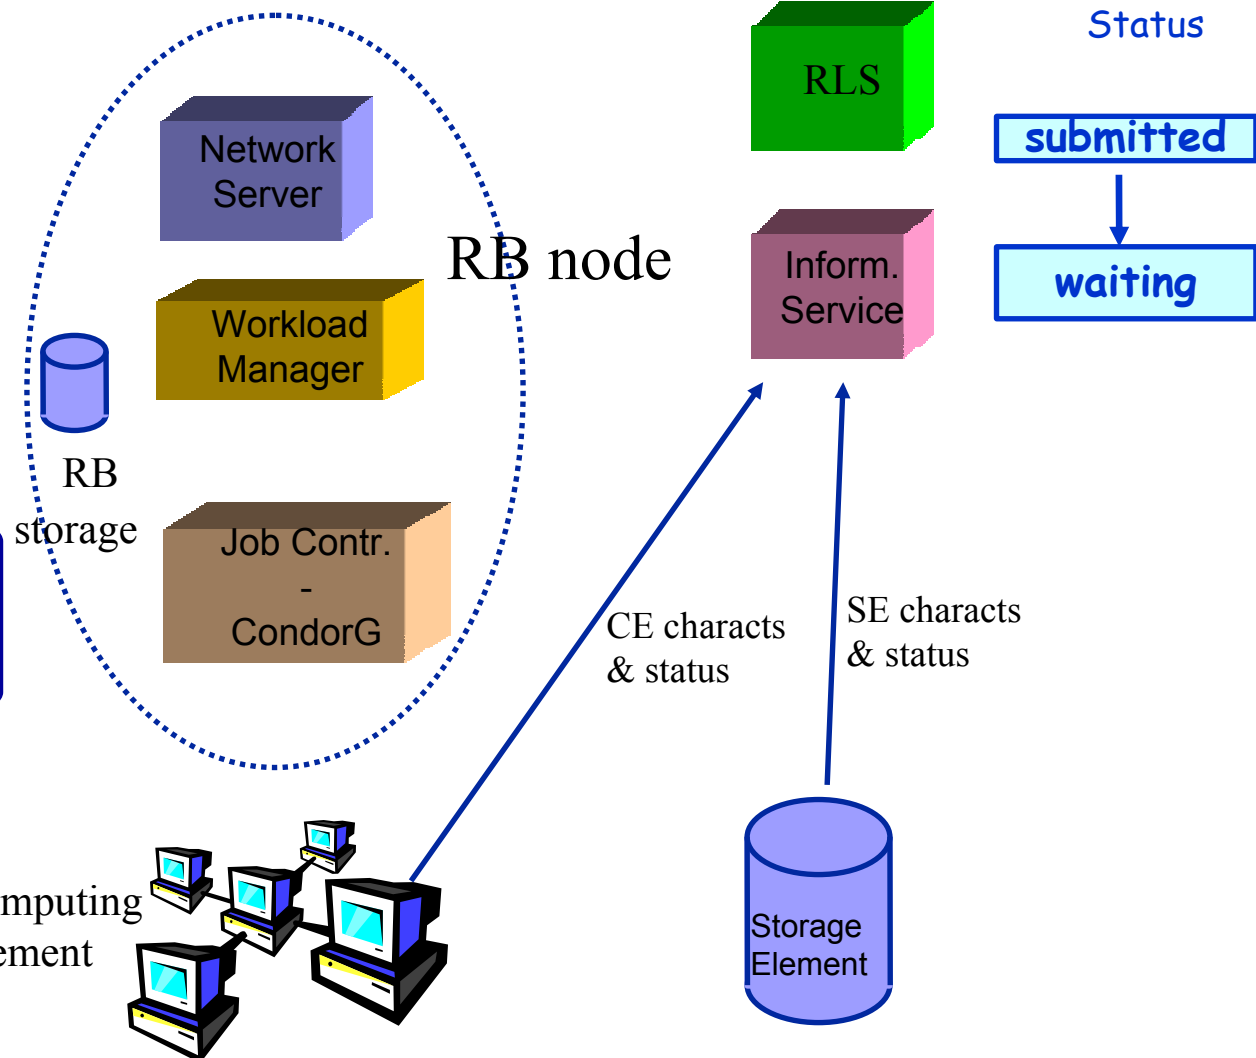 Status
RLS
submitted
Network
Server
RB node
Inform.
Service
waiting
Workload
Manager
RB
storage
Job Contr.
-
CondorG
CE characts
& status
SE characts
& status
mputing
ement
Storage
Element